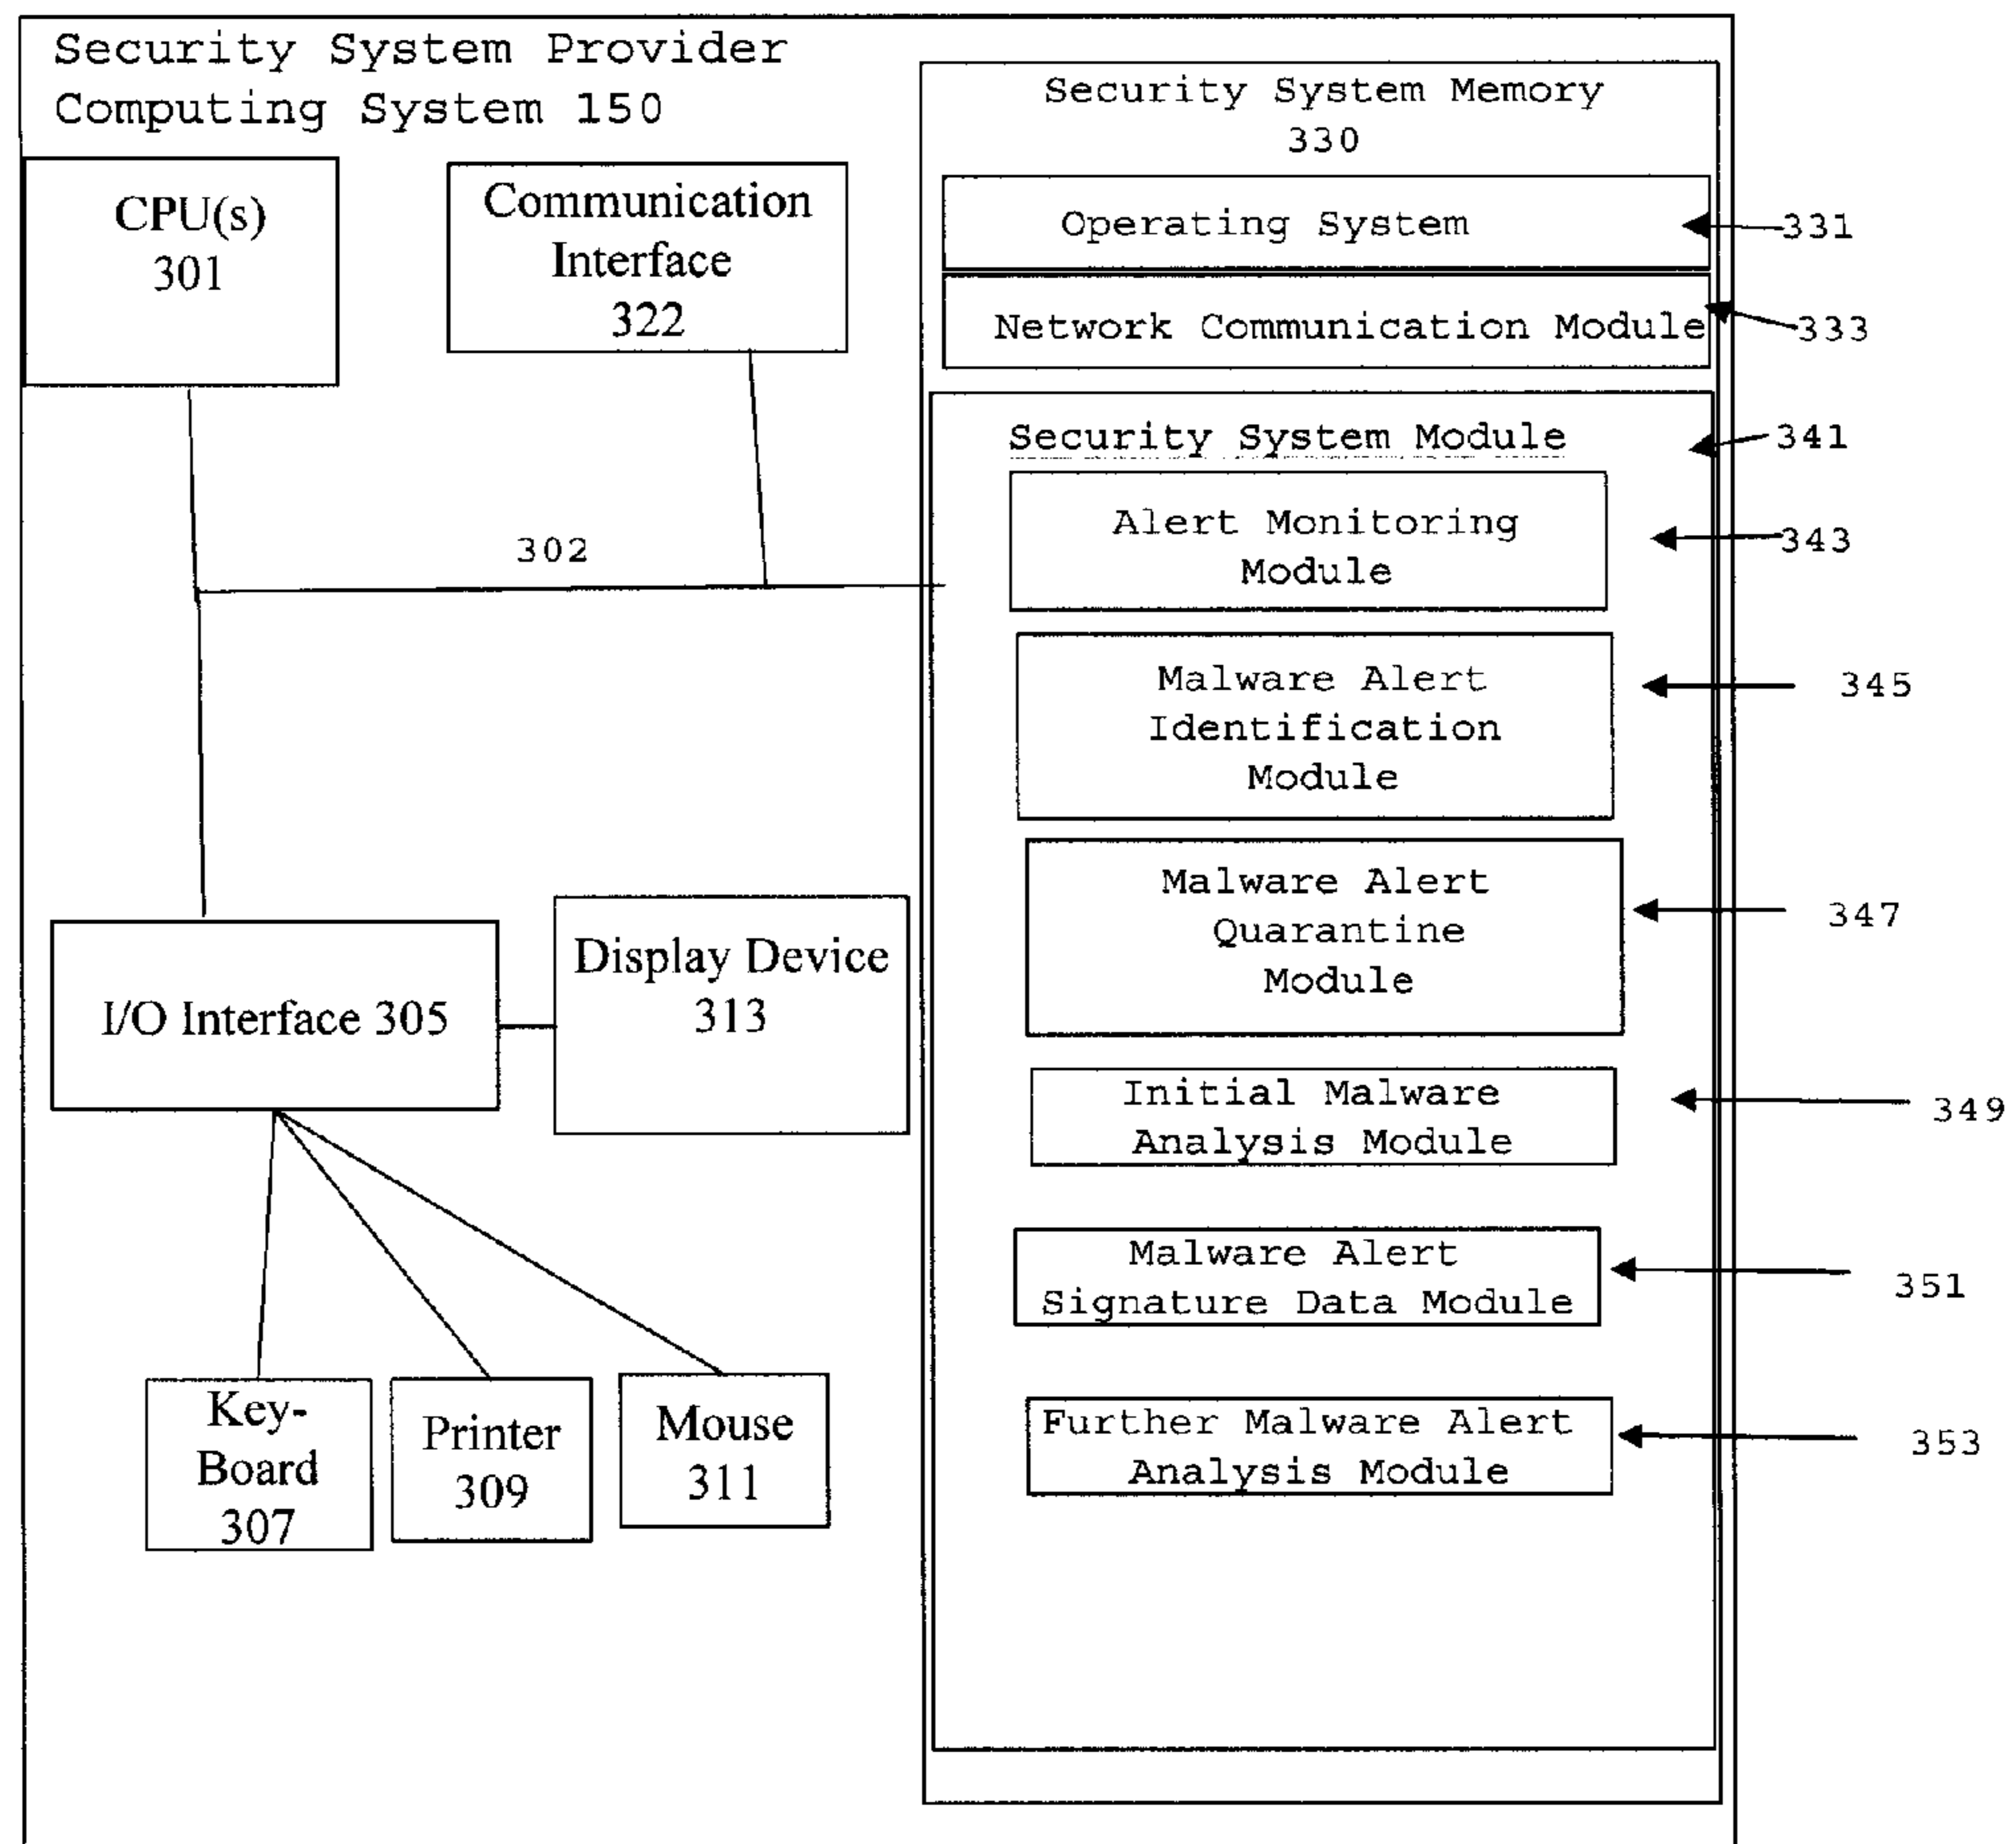 Security System Provider
Computing System 150
CPU(s)
301
Communication
Interface
322
302
I/O Interface 305
Display Device
313
Key-
Board
307
Printer
309
Mouse
311
Security System Memory
330
Operating System
331
Network Communication Module
333
Security System Module
341
Alert Monitoring
Module
343
Malware Alert
Identification
Module
345
Malware Alert
Quarantine
Module
347
Initial Malware
Analysis Module
349
Malware Alert
Signature Data Module
351
Further Malware Alert
Analysis Module
353